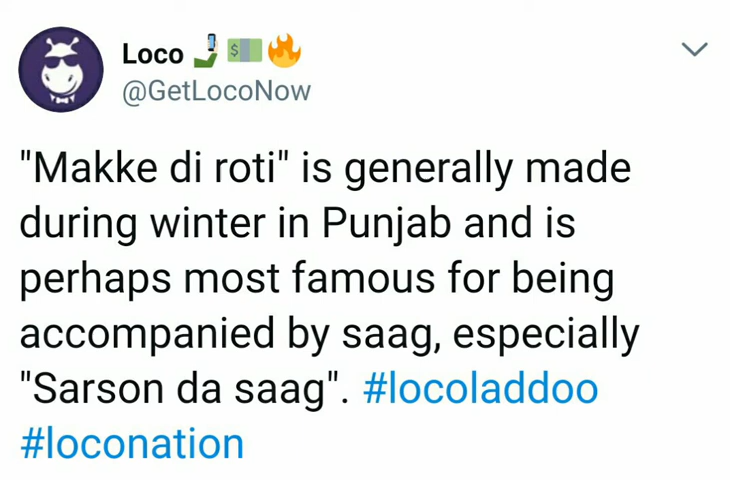 Loco 🤳💵🔥
@GetLocoNow
"Makke di roti" is generally made
during winter in Punjab and is
perhaps most famous for being
accompanied by saag, especially
"Sarson da saag". #locoladdoo
#loconation